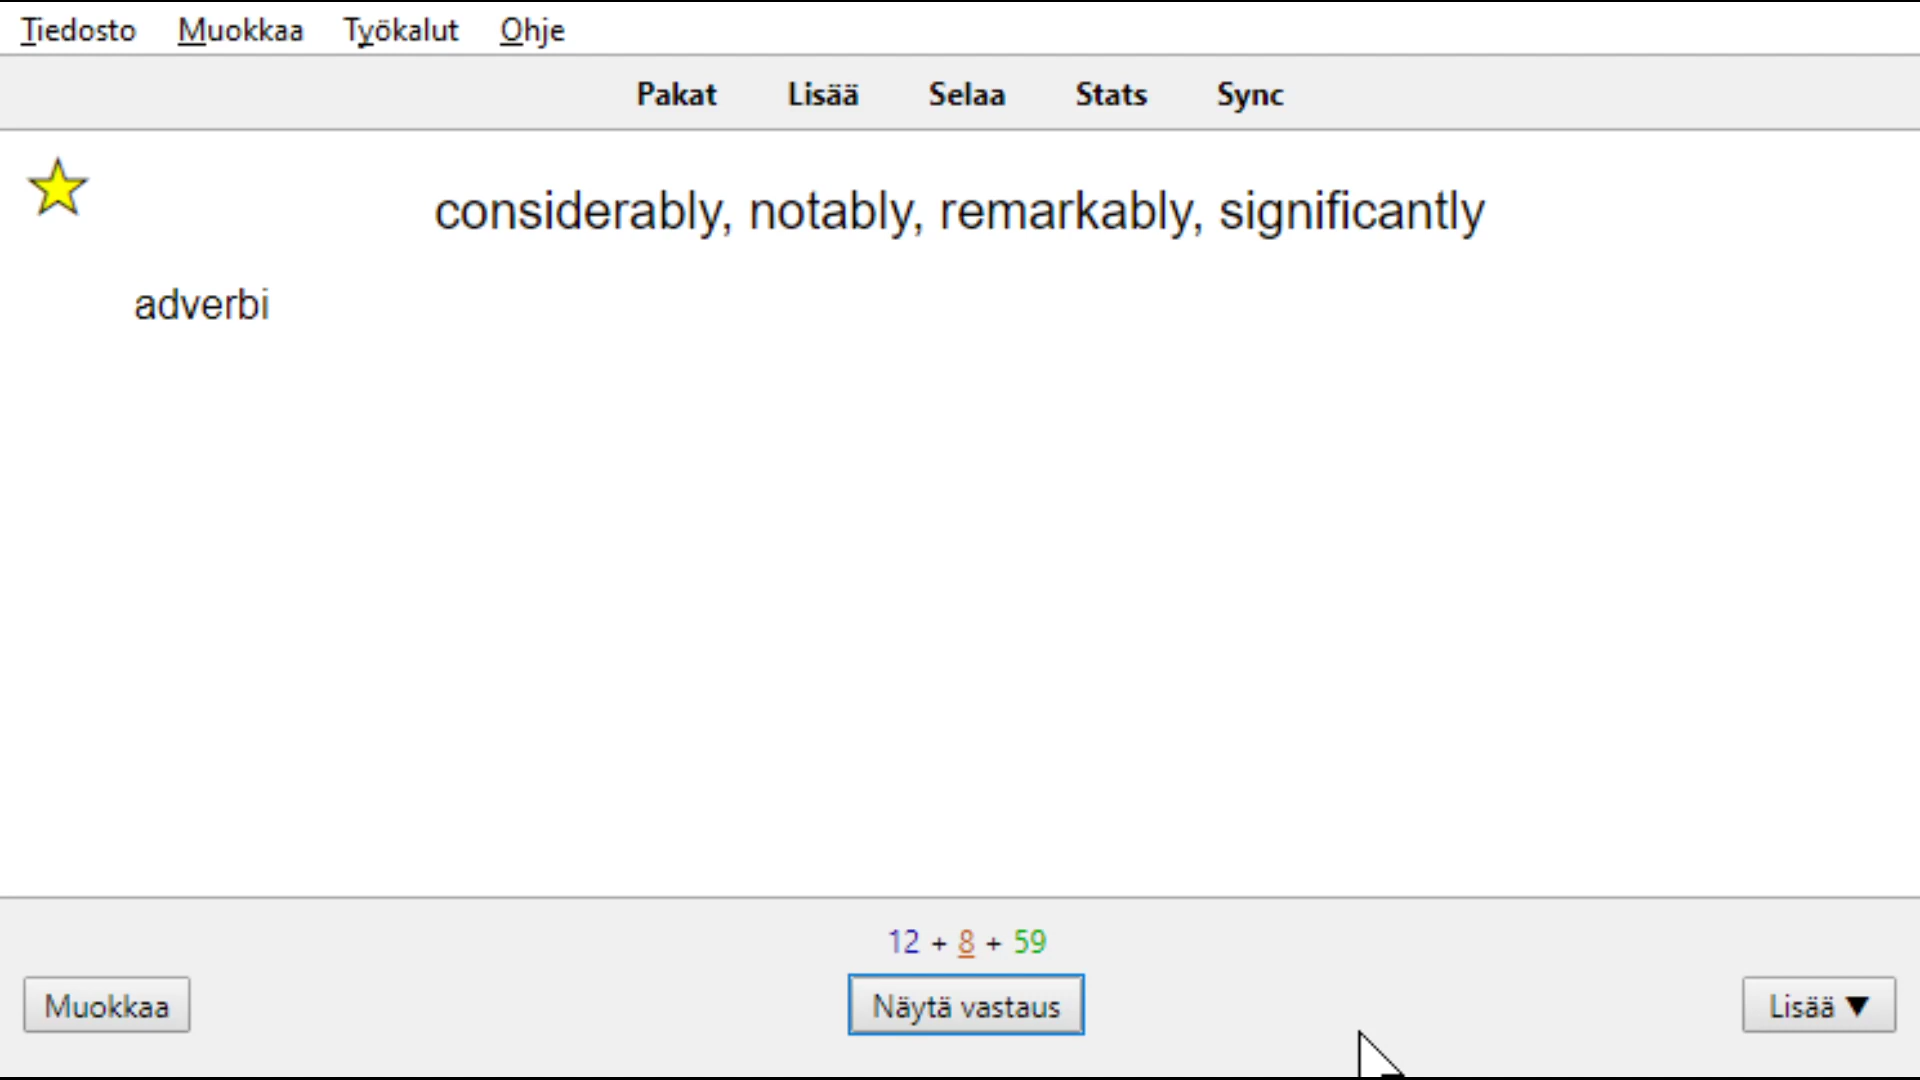 Tiedosto Muokkaa Työkalut Ohje
Pakat Lisää Selaa Stats Sync
considerably, notably, remarkably, significantly
adverbi
12 + 8 + 59
Muokkaa Näytä vastaus Lisää ▼